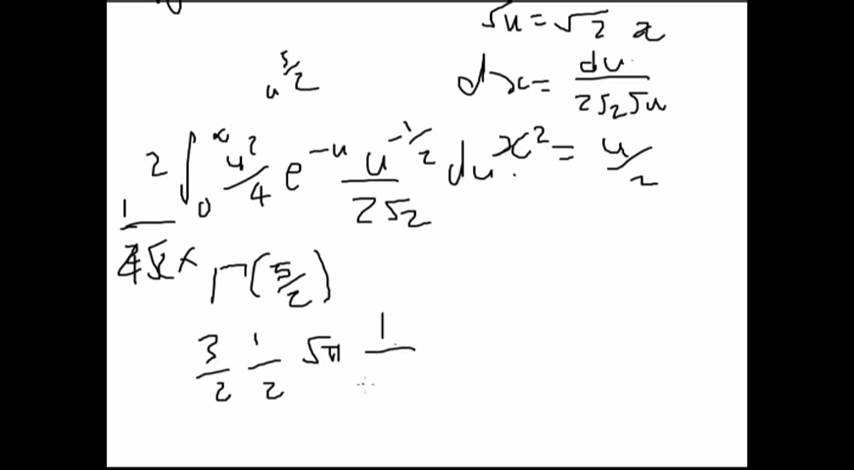 √u = √2 x
u^5/2
dx = du/2√2√u
2∫₀^∞ u²/4 e^-u u^-1/2/2√2 du
x² = u/2
1/4√2 × Γ(5/2)
3/2 1/2 √π 1/